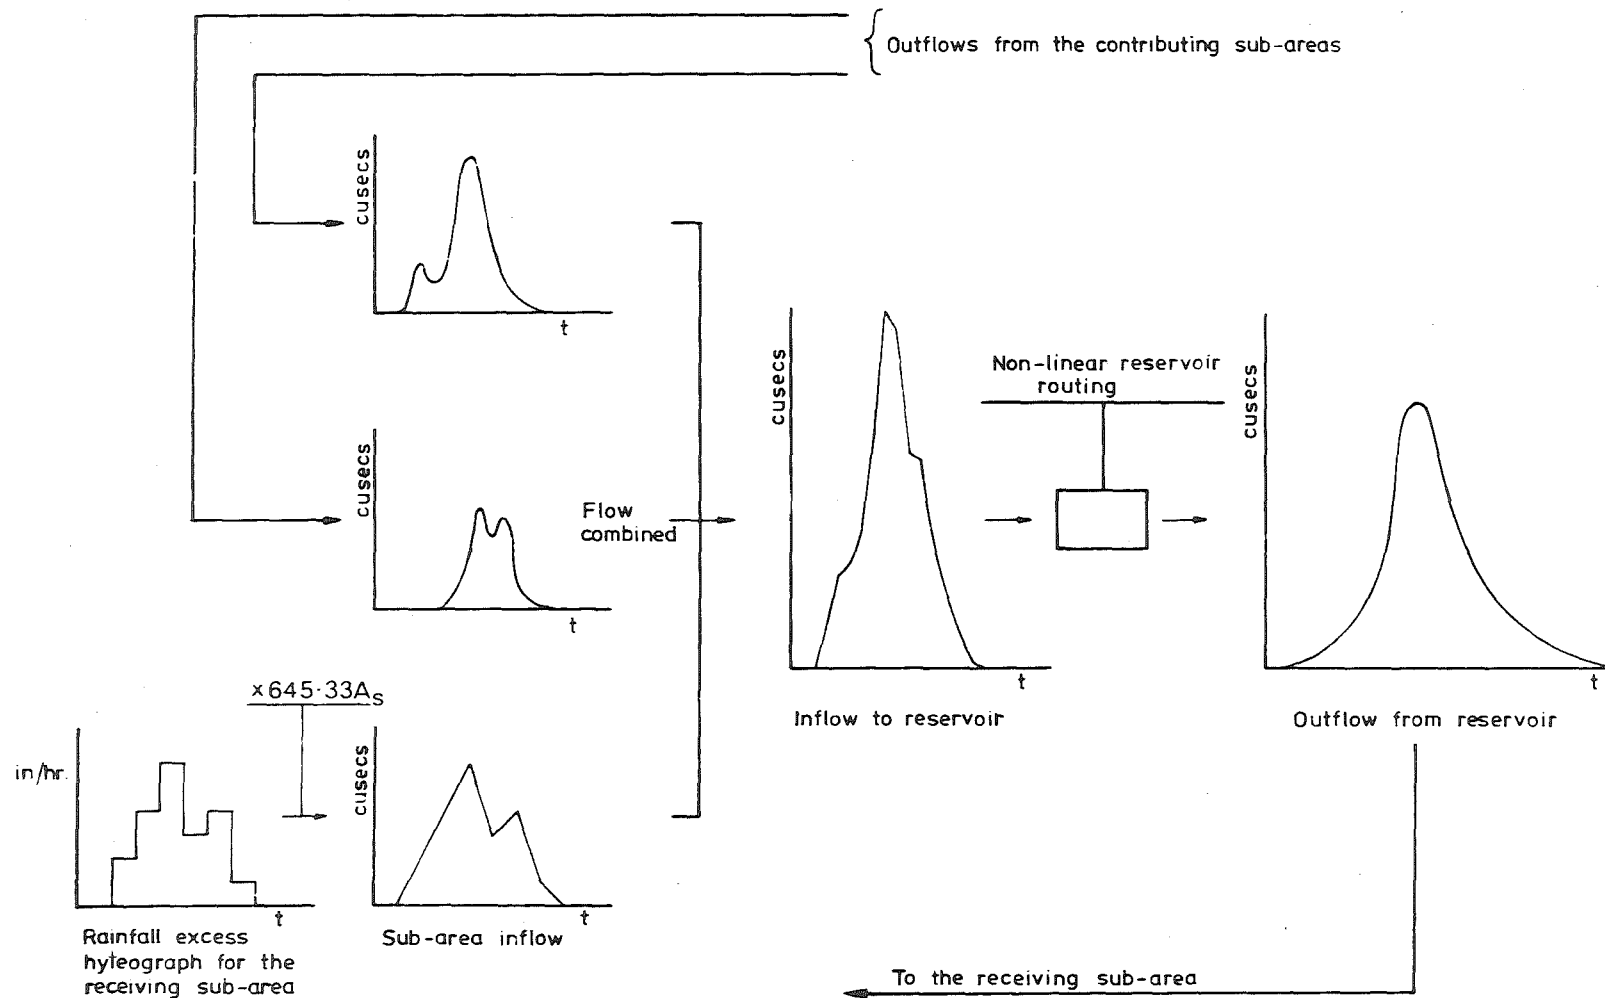 Outflows from the contributing sub-areas
cusecs
t
cusecs
Flow
combined
t
cusecs
Non-linear reservoir
routing
cusecs
t
Inflow to reservoir
t
Outflow from reservoir
x645·33As
in/hr.
t
Rainfall excess
hyteograph for the
receiving sub-area
cusecs
t
Sub-area inflow
To the receiving sub-area